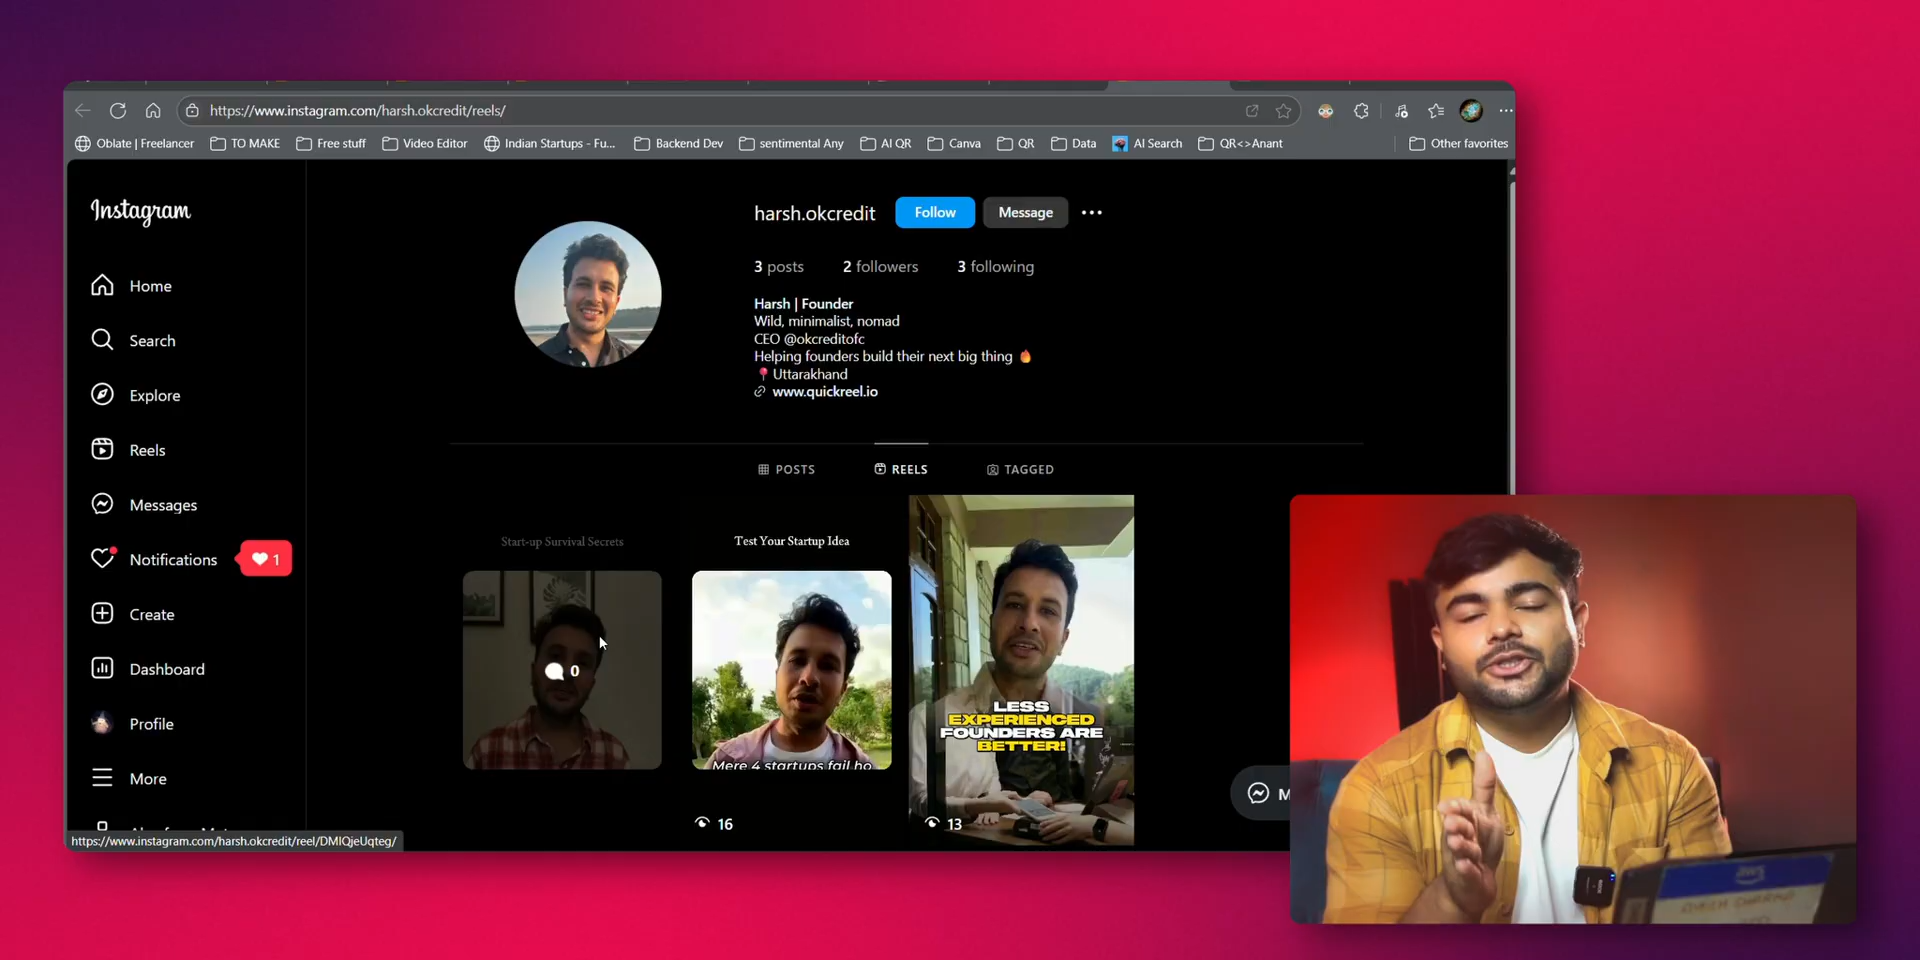 https://www.instagram.com/harsh.okcredit/reels/
Oblate | Freelancer
TO MAKE
Free stuff
Video Editor
Indian Startups - Fu...
Backend Dev
sentimental Any
AI QR
Canva
QR
Data
AI Search
QR<>Anant
Other favorites
Instagram
Home
Search
Explore
Reels
Messages
Notifications
1
Create
Dashboard
Profile
More
https://www.instagram.com/harsh.okcredit/reel/DMIQjeUqteg/
harsh.okcredit
Follow
Message
3 posts
2 followers
3 following
Harsh | Founder
Wild, minimalist, nomad
CEO @okcreditofc
Helping founders build their next big thing 🔥
📍 Uttarakhand
www.quickreel.io
POSTS
REELS
TAGGED
Start-up Survival Secrets
0
Test Your Startup Idea
Mere 4 startups fail ho
16
LESS
EXPERIENCED
FOUNDERS ARE
BETTER!
13
aws